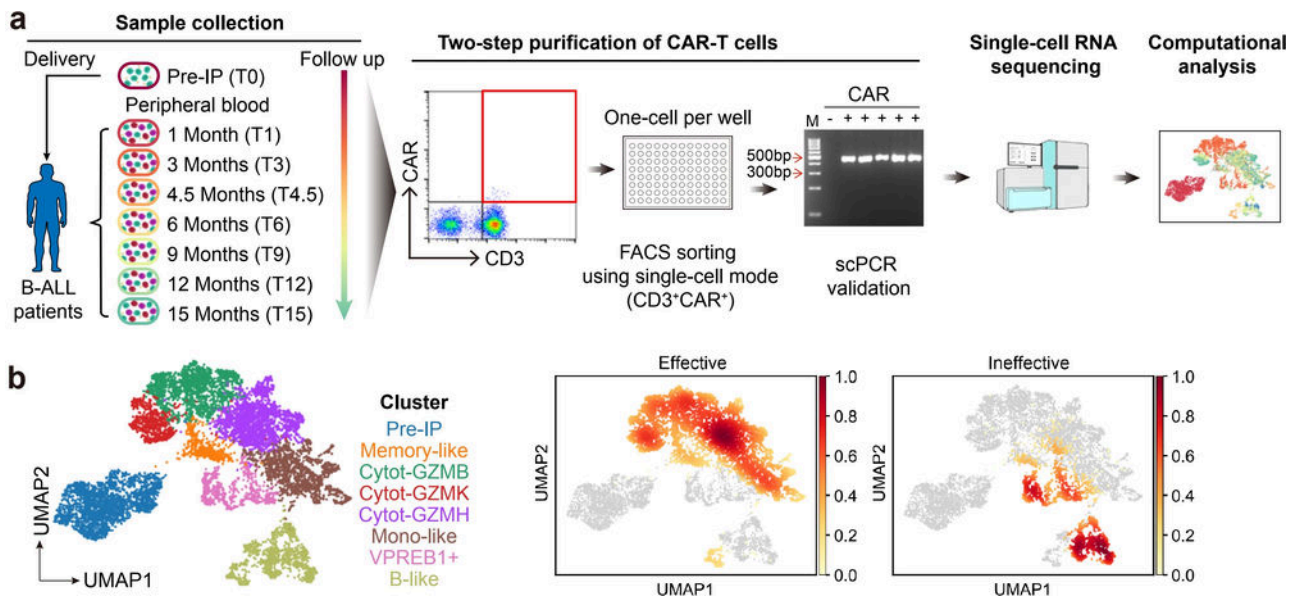 a
Sample collection
Delivery
Follow up
Pre-IP (T0)
Peripheral blood
1 Month (T1)
3 Months (T3)
4.5 Months (T4.5)
6 Months (T6)
9 Months (T9)
12 Months (T12)
15 Months (T15)
B-ALL
patients
Two-step purification of CAR-T cells
CAR
CD3
One-cell per well
FACS sorting
using single-cell mode
(CD3⁺CAR⁺)
CAR
M - + + + + +
500bp
300bp
scPCR
validation
Single-cell RNA
sequencing
Computational
analysis
b
UMAP2
UMAP1
Cluster
Pre-IP
Memory-like
Cytot-GZMB
Cytot-GZMK
Cytot-GZMH
Mono-like
VPREB1+
B-like
Effective
UMAP2
UMAP1
1.0
0.8
0.6
0.4
0.2
0.0
Ineffective
UMAP2
UMAP1
1.0
0.8
0.6
0.4
0.2
0.0